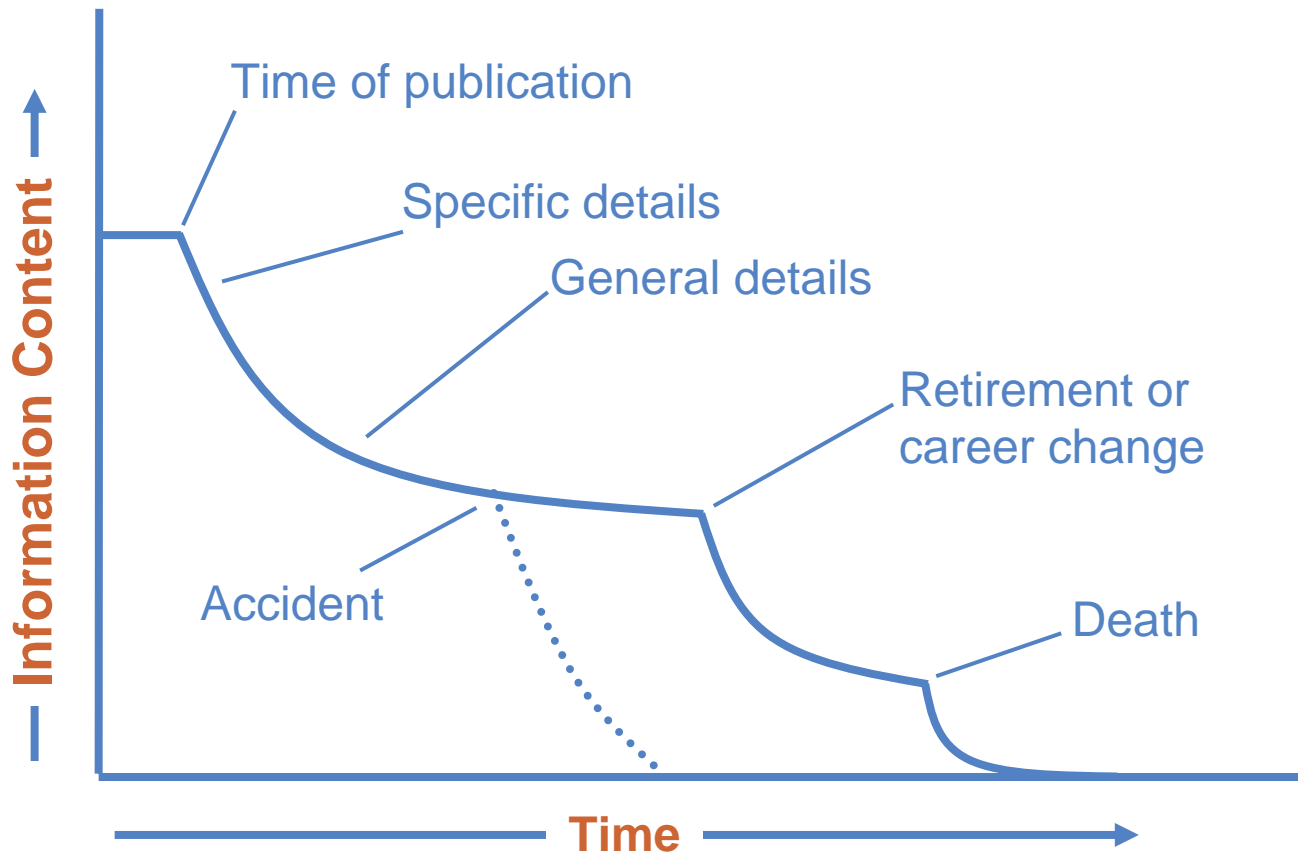 Time of publication
Specific details
General details
Retirement or
career change
Accident
Death
Information Content
Time